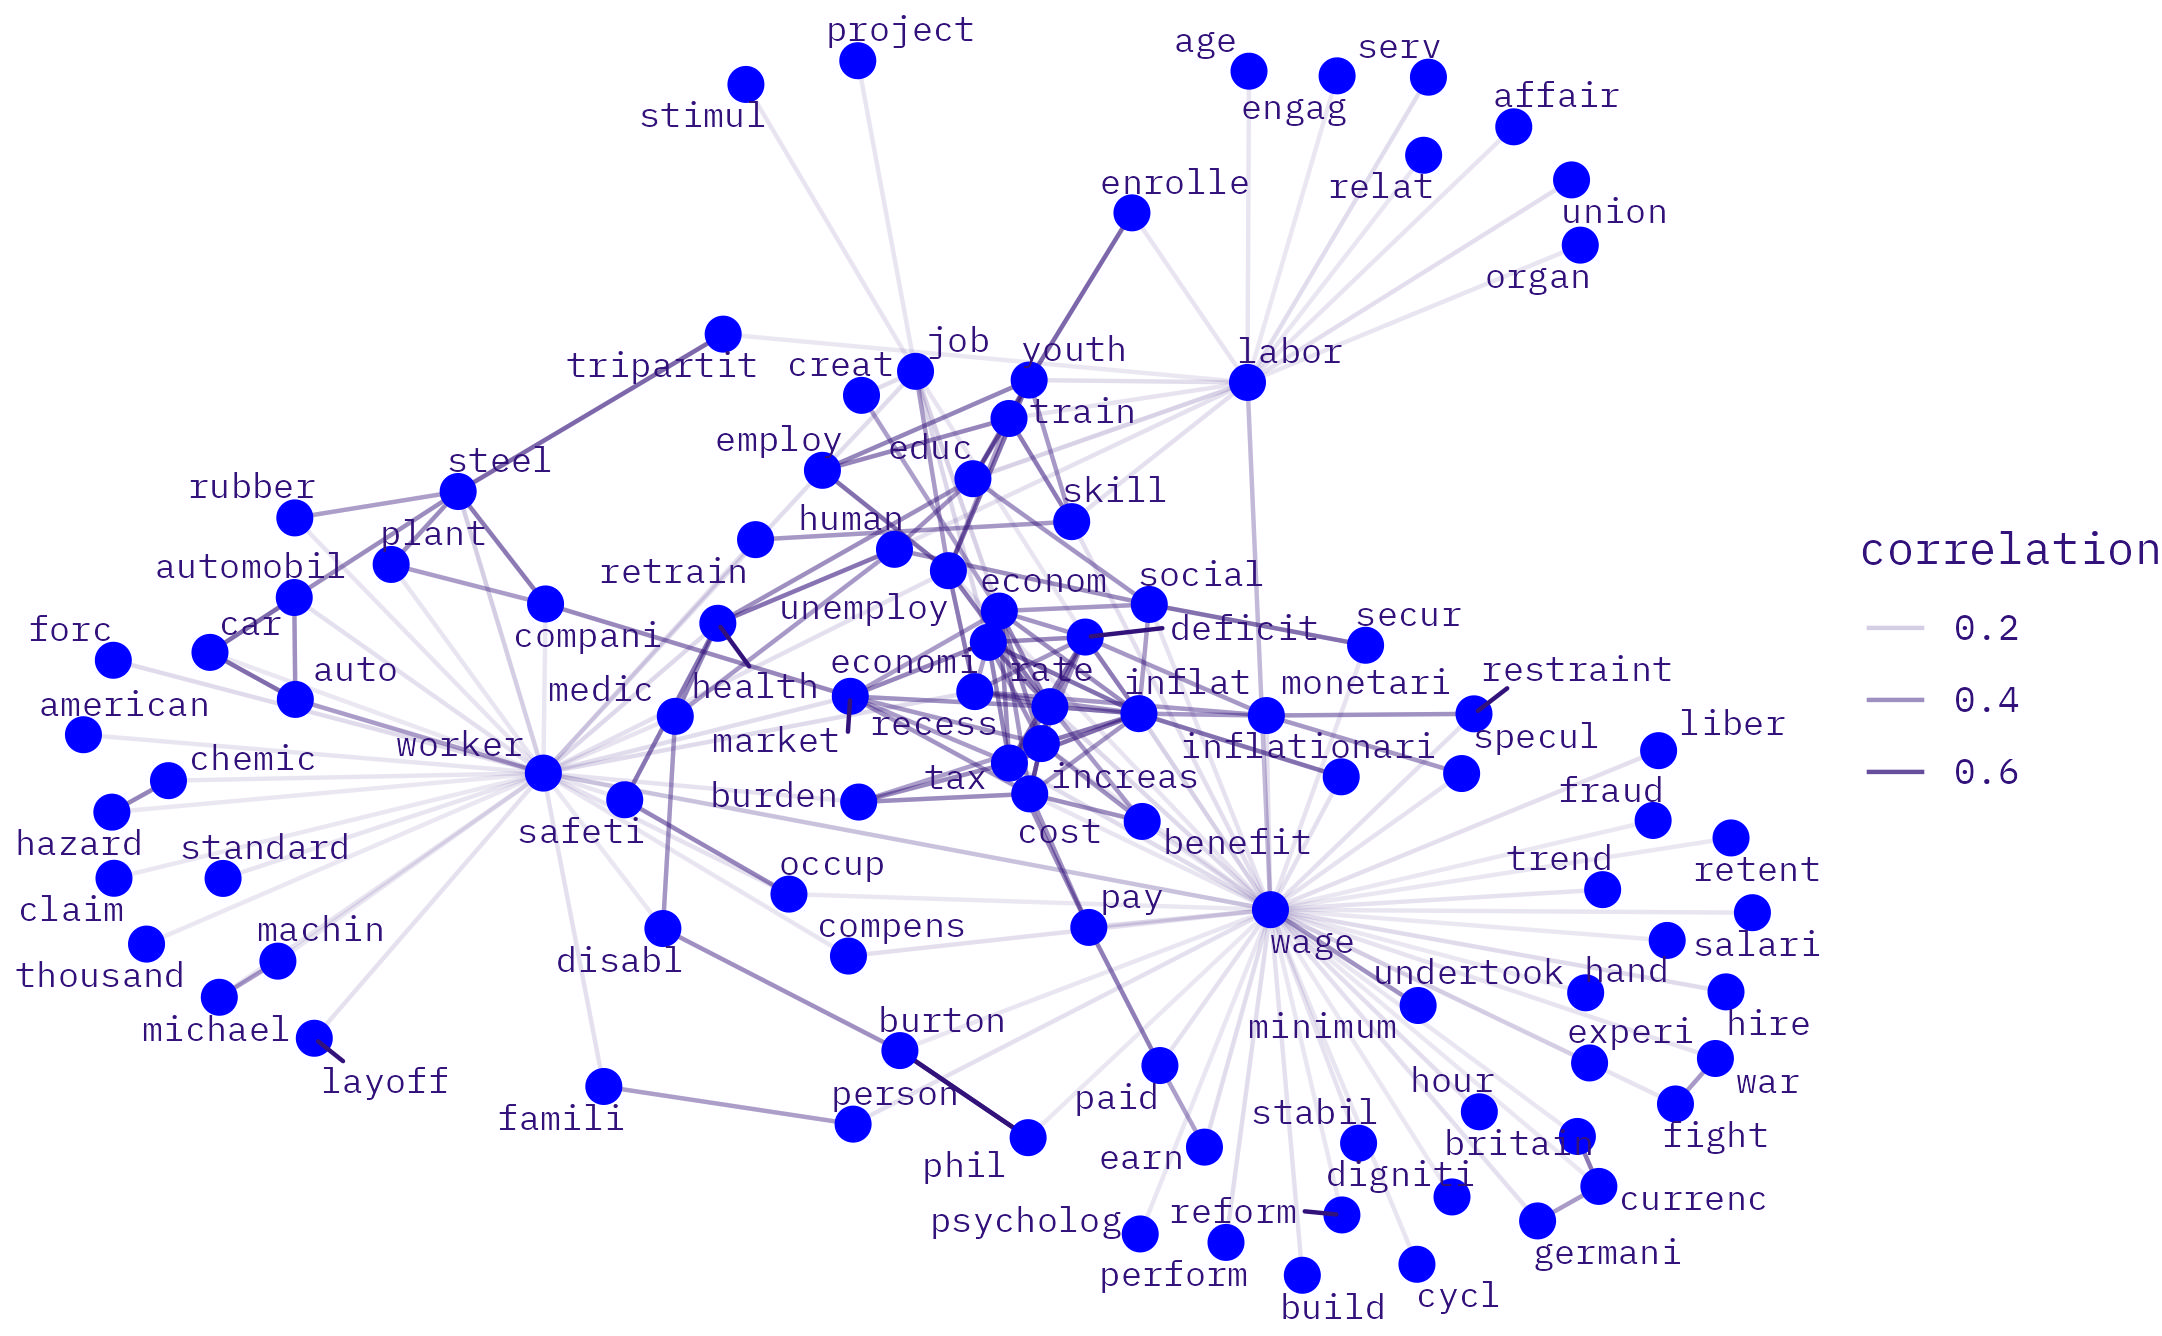 project
age
serv
stimul
engag
affair
enrolle
relat
union
organ
job
youth
labor
tripartit
creat
train
employ
educ
steel
rubber
skill
human
plant
automobil
retrain
econom
social
unemploy
secur
car
forc
compani
deficit
economi
rate
auto
restraint
medic
health
inflat
monetari
american
recess
liber
worker
market
specul
inflationari
chemic
tax
increas
burden
fraud
safeti
cost
hazard
standard
benefit
occup
trend
retent
claim
pay
machin
compens
wage
salari
disabl
thousand
undertook
hand
michael
burton
minimum
hire
experi
layoff
hour
war
person
paid
famili
stabil
britain
fight
phil
earn
digniti
currenc
psycholog
reform
germani
perform
build
cycl
correlation
0.2
0.4
0.6